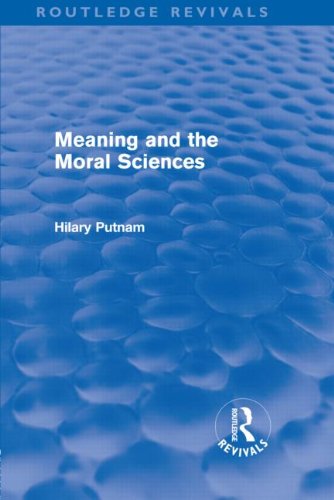 ROUTLEDGE REVIVALS
Meaning and the
Moral Sciences
Hilary Putnam
ROUTLEDGE
REVIVALS